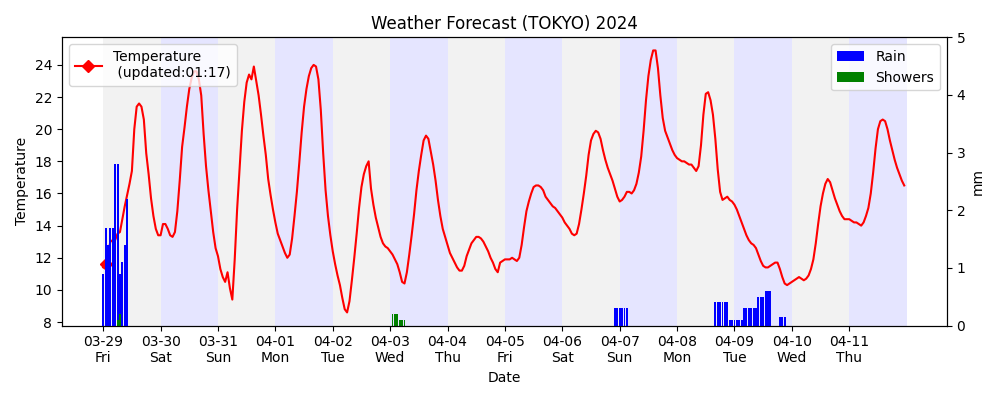 Weather Forecast (TOKYO) 2024
Temperature
(updated:01:17)
Rain
Showers
Temperature
24
22
20
18
16
14
12
10
8
5
4
3
2
1
0
mm
03-29 03-30 03-31 04-01 04-02 04-03 04-04 04-05 04-06 04-07 04-08 04-09 04-10 04-11
Fri Sat Sun Mon Tue Wed Thu Fri Sat Sun Mon Tue Wed Thu
Date